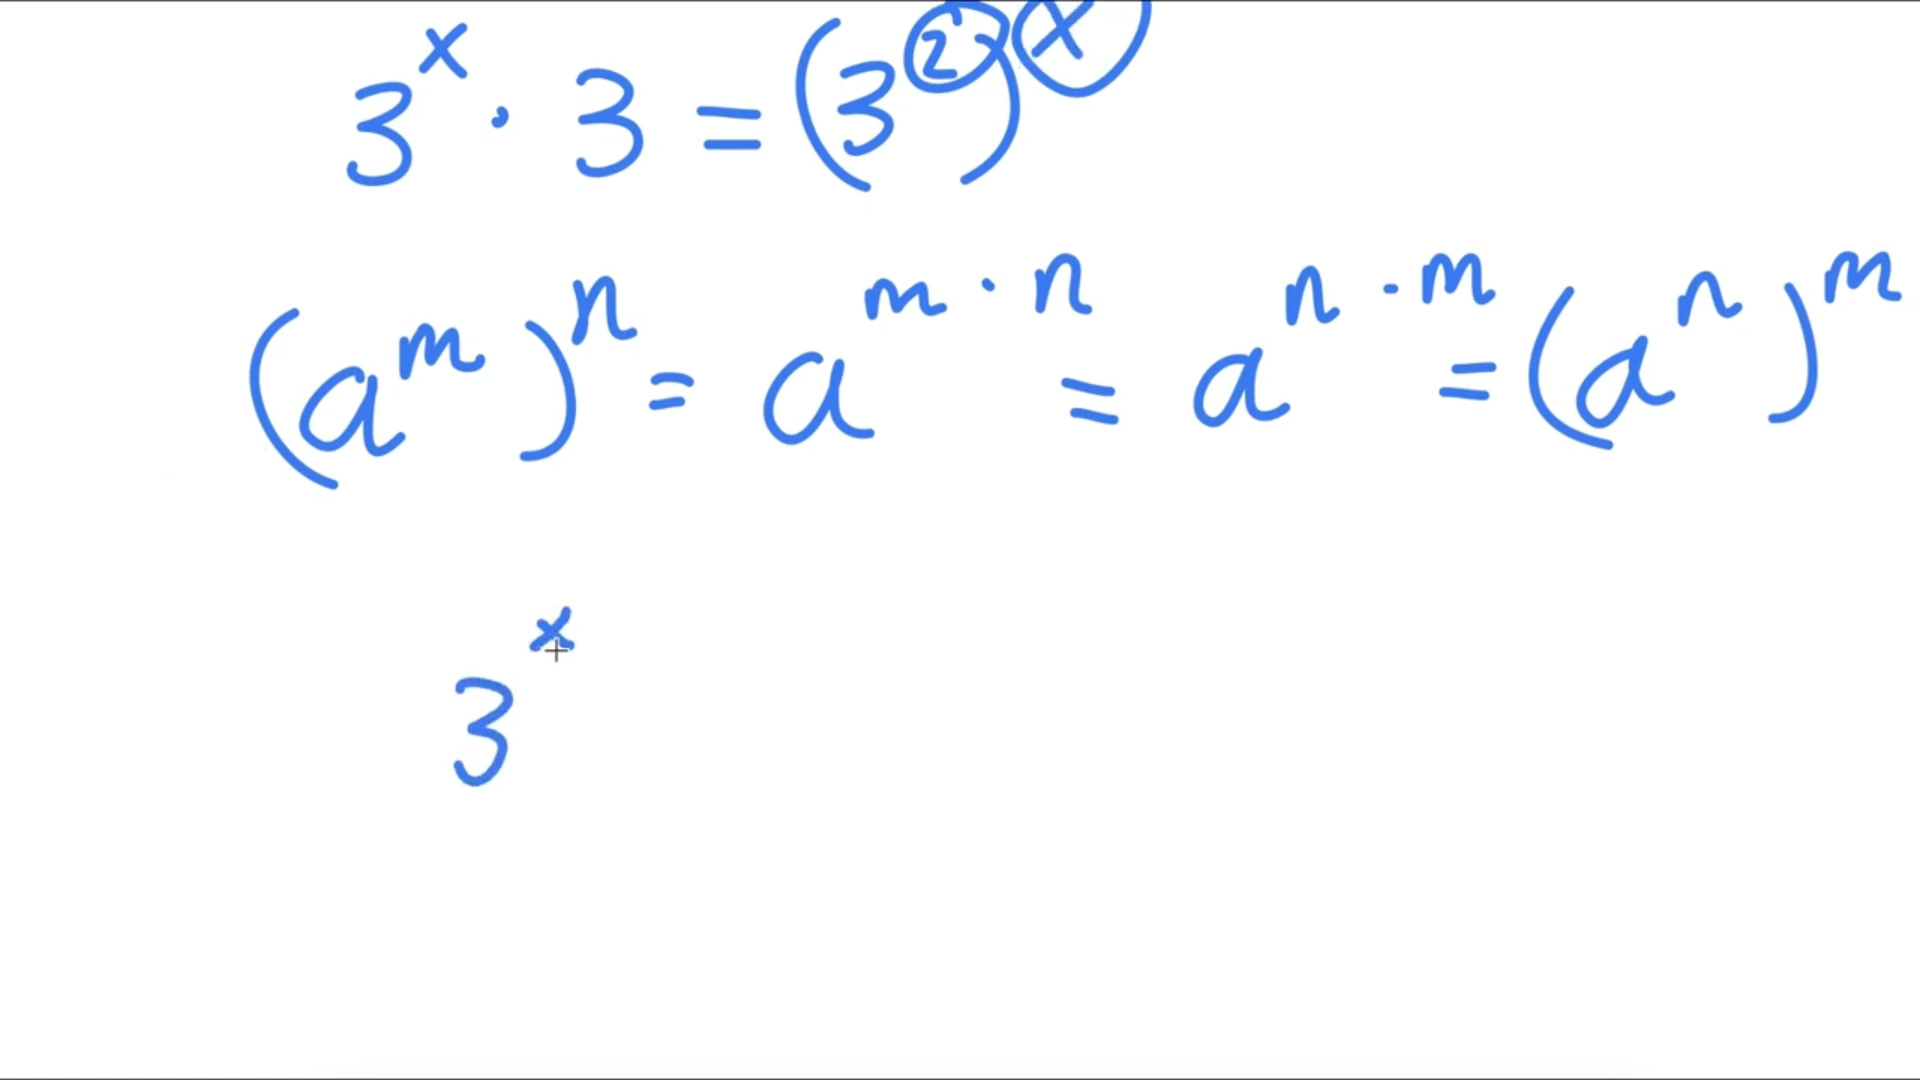 3^x · 3 = (3^2)^x
(a^m)^n = a^(m · n) = a^(n · m) = (a^n)^m
3^x